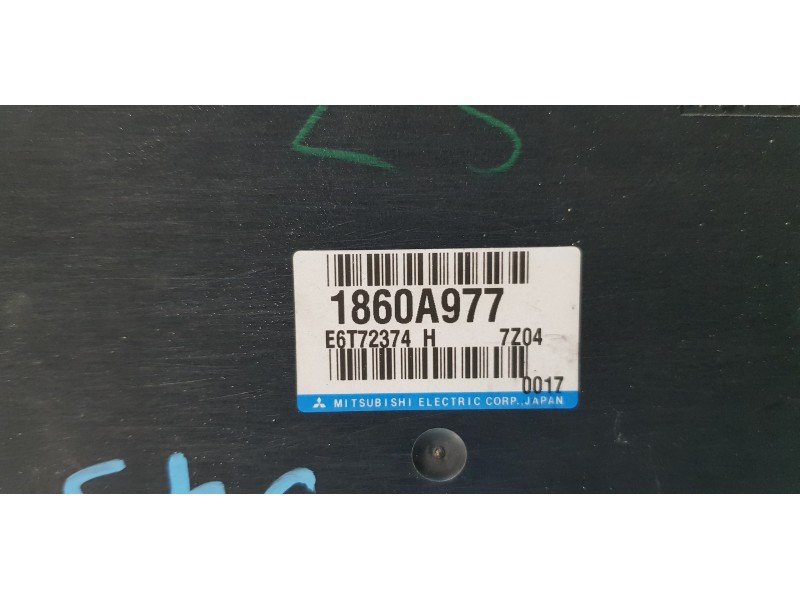 1860A977
E6T72374 H 7Z04
0017
MITSUBISHI ELECTRIC CORP., JAPAN